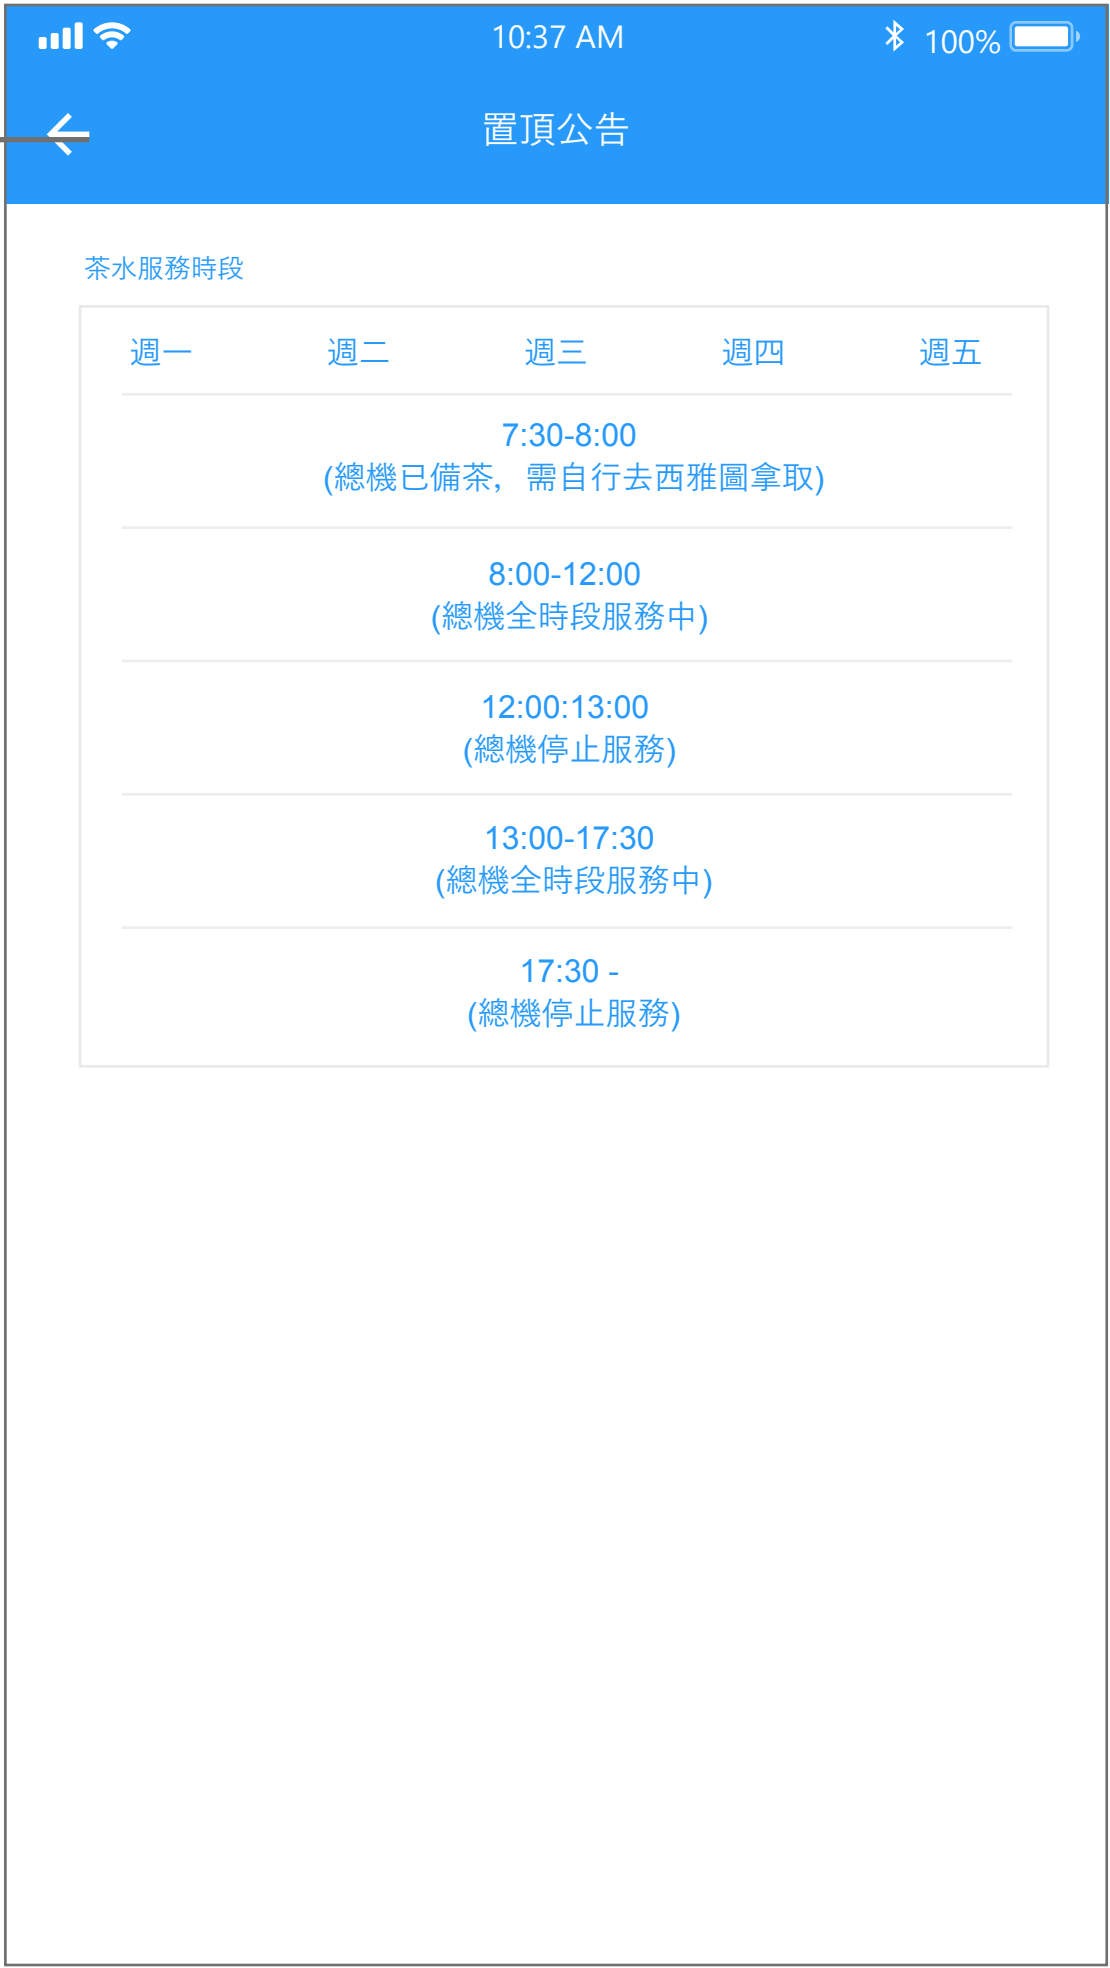 10:37 AM 100%
置頂公告
茶水服務時段
週一 週二 週三 週四 週五
7:30-8:00
(總機已備茶，需自行去西雅圖拿取)
8:00-12:00
(總機全時段服務中)
12:00:13:00
(總機停止服務)
13:00-17:30
(總機全時段服務中)
17:30 -
(總機停止服務)